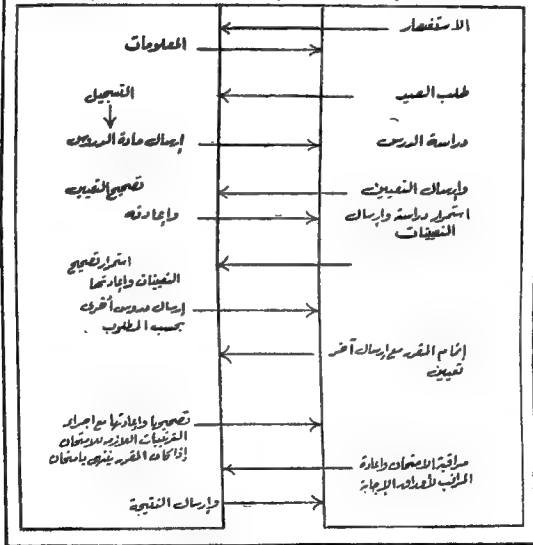 الاستفسار
المعلومات
طلب القيد
التسجيل
إرسال مادة الدروس
دراسة الدرس
وإرسال التعيين
تصحيح التعيين
وإعادته
استمرار دراسة وإرسال
التعيينات
استمرار تصحيح
التعيينات وإعادتها
إرسال دروس أخرى
بحسب المطلوب
إتمام المقرر مع إرسال آخر
تعيين
تصحيحها وإعادتها مع اجراء
الترتيبات اللازمة للامتحان
إذا كان المقرر ينتهي بامتحان
مراقبة الامتحان وإعادة
المراقب لأوراق الإجابة
وإرسال النتيجة